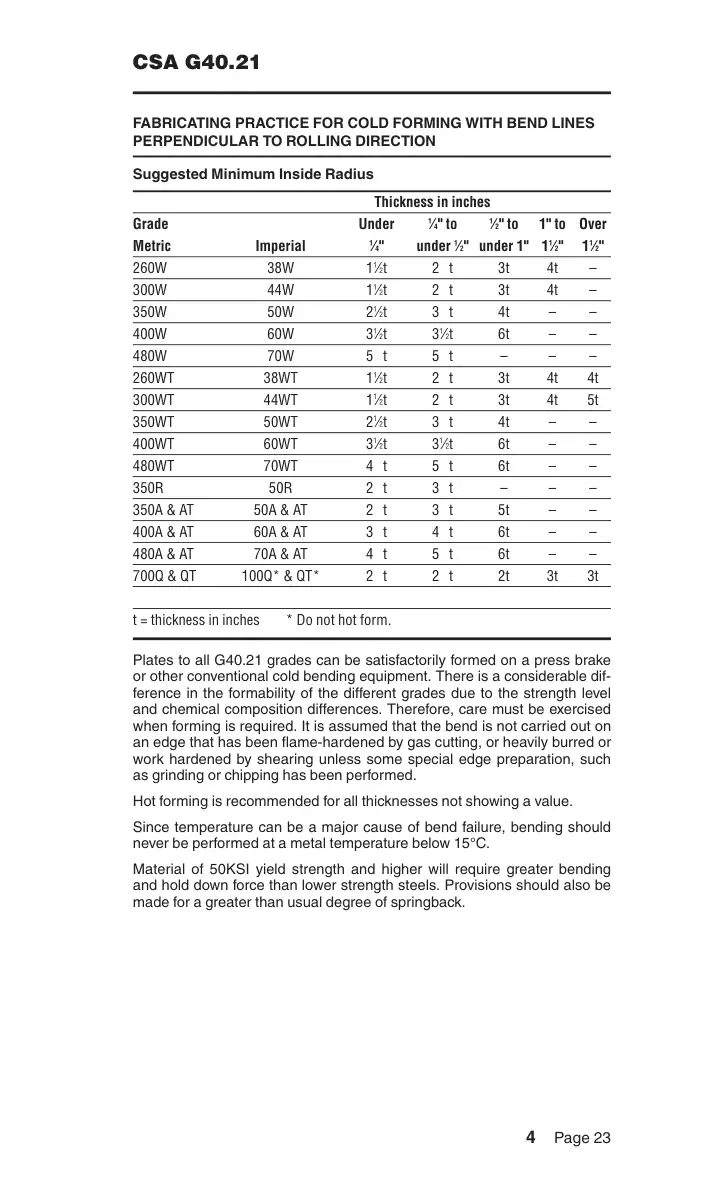 CSA G40.21
FABRICATING PRACTICE FOR COLD FORMING WITH BEND LINES
PERPENDICULAR TO ROLLING DIRECTION
Suggested Minimum Inside Radius
Thickness in inches
Grade Under ¼" to ½" to 1" to Over
Metric Imperial ¼" under ½" under 1" 1½" 1½"
260W 38W 1½t 2 t 3t 4t –
300W 44W 1½t 2 t 3t 4t –
350W 50W 2½t 3 t 4t – –
400W 60W 3½t 3½t 6t – –
480W 70W 5 t 5 t – – –
260WT 38WT 1½t 2 t 3t 4t 4t
300WT 44WT 1½t 2 t 3t 4t 5t
350WT 50WT 2½t 3 t 4t – –
400WT 60WT 3½t 3½t 6t – –
480WT 70WT 4 t 5 t 6t – –
350R 50R 2 t 3 t – – –
350A & AT 50A & AT 2 t 3 t 5t – –
400A & AT 60A & AT 3 t 4 t 6t – –
480A & AT 70A & AT 4 t 5 t 6t – –
700Q & QT 100Q* & QT* 2 t 2 t 2t 3t 3t
t = thickness in inches * Do not hot form.
Plates to all G40.21 grades can be satisfactorily formed on a press brake
or other conventional cold bending equipment. There is a considerable dif-
ference in the formability of the different grades due to the strength level
and chemical composition differences. Therefore, care must be exercised
when forming is required. It is assumed that the bend is not carried out on
an edge that has been flame-hardened by gas cutting, or heavily burred or
work hardened by shearing unless some special edge preparation, such
as grinding or chipping has been performed.
Hot forming is recommended for all thicknesses not showing a value.
Since temperature can be a major cause of bend failure, bending should
never be performed at a metal temperature below 15°C.
Material of 50KSI yield strength and higher will require greater bending
and hold down force than lower strength steels. Provisions should also be
made for a greater than usual degree of springback.
4 Page 23